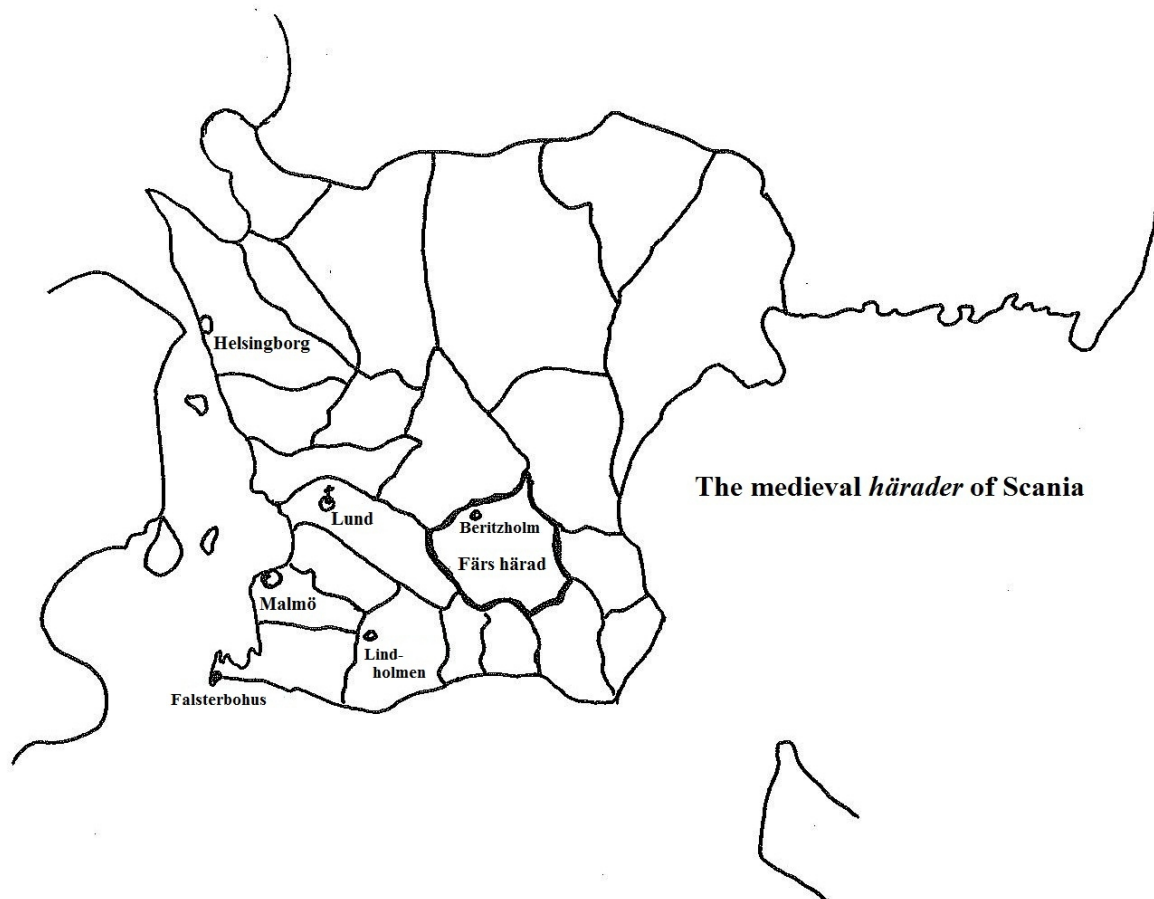 Helsingborg
The medieval härader of Scania
Lund
Beritzholm
Färs härad
Malmö
Lind-
holmen
Falsterbohus